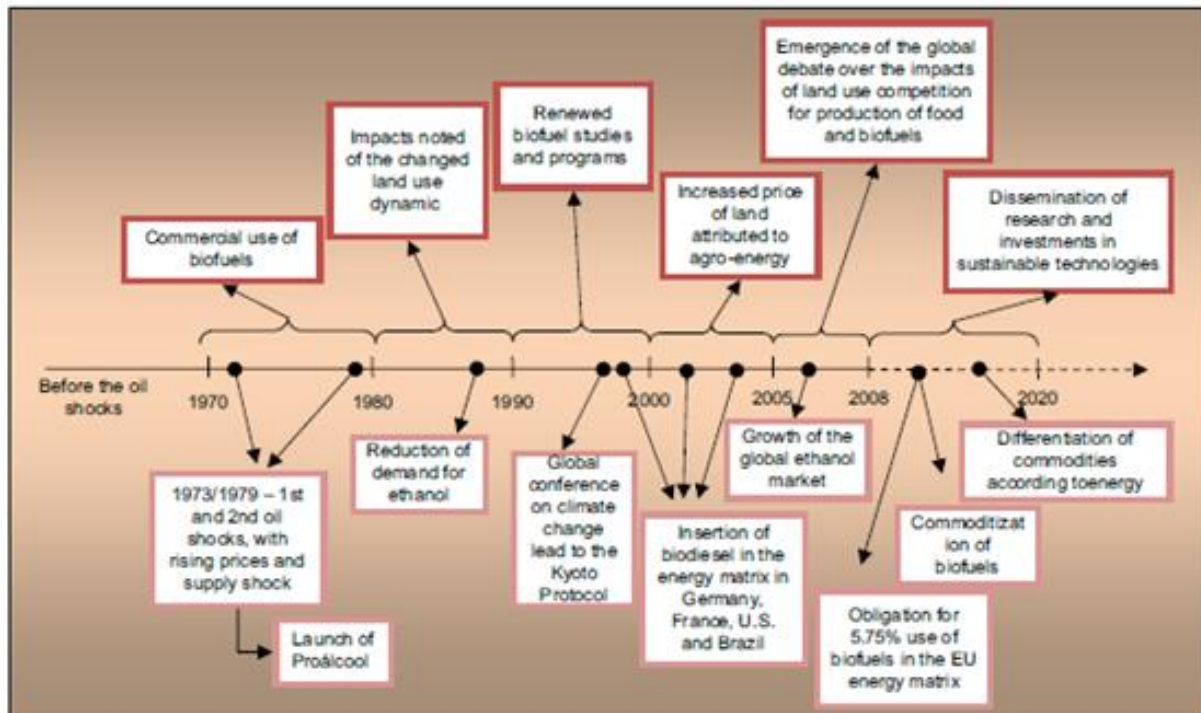 Emergence of the global
debate over the impacts
of land use competition
for production of food
and biofuels
Renewed
biofuel studies
and programs
Impacts noted
of the changed
land use
dynamic
Increased price
of land
attributed to
agro-energy
Dissemination of
research and
investments in
sustainable technologies
Commercial use of
biofuels
Before the oil
shocks
1970
1980
1990
2000
2005
2008
2020
Reduction of
demand for
ethanol
Global
conference
on climate
change
lead to the
Kyoto
Protocol
Growth of the
global ethanol
market
Differentiation of
commodities
according toenergy
1973/1979 – 1st
and 2nd oil
shocks, with
rising prices and
supply shock
Insertion of
biodiesel in the
energy matrix in
Germany,
France, U.S.
and Brazil
Commoditizat
ion of
biofuels
Launch of
Proálcool
Obligation for
5.75% use of
biofuels in the EU
energy matrix